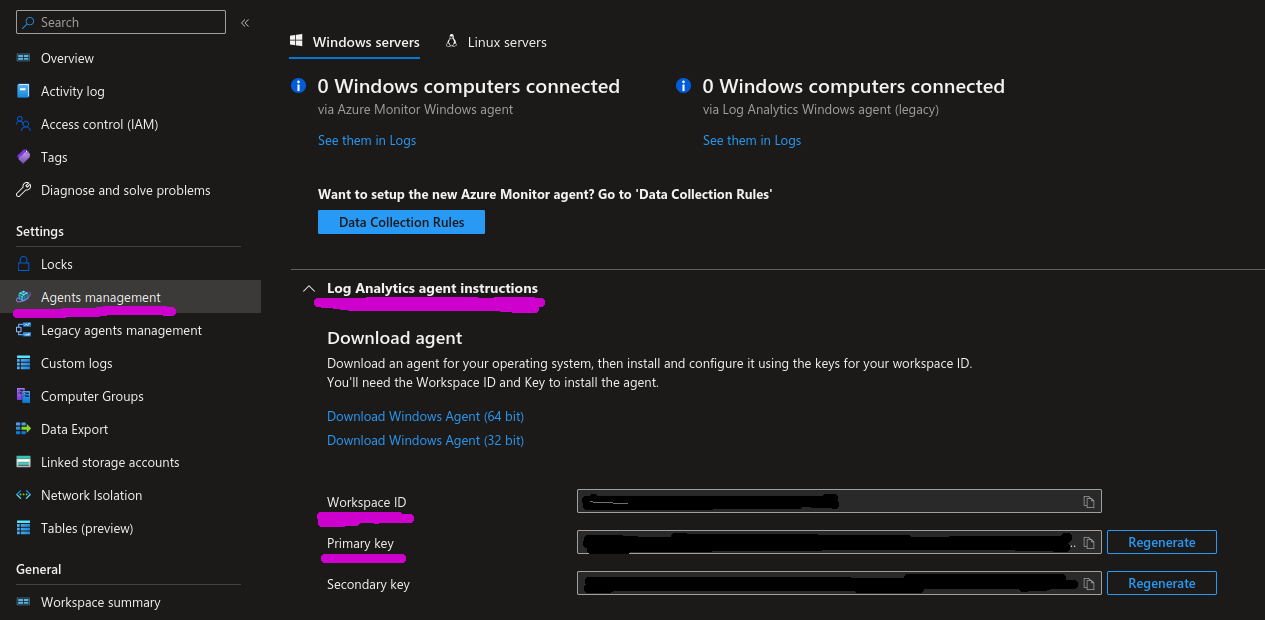 Search
«
Overview
Activity log
Access control (IAM)
Tags
Diagnose and solve problems
Settings
Locks
Agents management
Legacy agents management
Custom logs
Computer Groups
Data Export
Linked storage accounts
Network Isolation
Tables (preview)
General
Workspace summary
Windows servers
Linux servers
0 Windows computers connected
via Azure Monitor Windows agent
See them in Logs
0 Windows computers connected
via Log Analytics Windows agent (legacy)
See them in Logs
Want to setup the new Azure Monitor agent? Go to 'Data Collection Rules'
Data Collection Rules
Log Analytics agent instructions
Download agent
Download an agent for your operating system, then install and configure it using the keys for your workspace ID.
You'll need the Workspace ID and Key to install the agent.
Download Windows Agent (64 bit)
Download Windows Agent (32 bit)
Workspace ID
Primary key
Regenerate
Secondary key
Regenerate